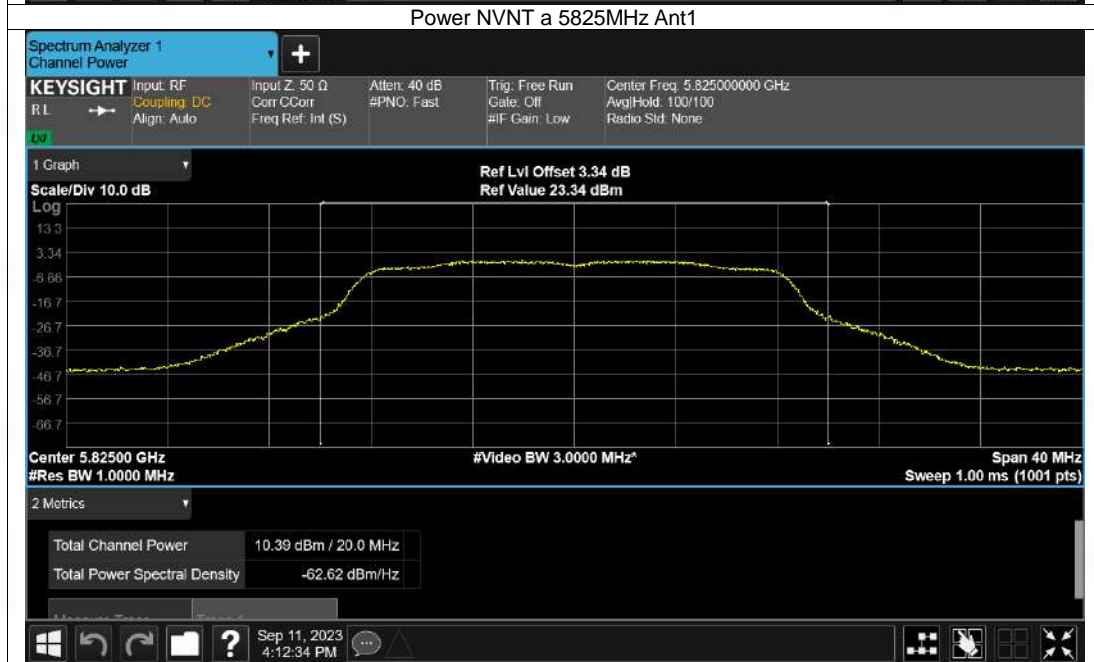 Power NVNT a 5825MHz Ant1
Spectrum Analyzer 1
Channel Power
+
KEYSIGHT
R L
LXI
Input: RF
Coupling: DC
Align: Auto
Input Z: 50 Ω
Corr CCorr
Freq Ref: Int (S)
Atten: 40 dB
#PNO: Fast
Trig: Free Run
Gate: Off
#IF Gain: Low
Center Freq: 5.825000000 GHz
Avg|Hold: 100/100
Radio Std: None
1 Graph
Scale/Div 10.0 dB
Ref Lvl Offset 3.34 dB
Ref Value 23.34 dBm
Log
13.3
3.34
-6.66
-16.7
-26.7
-36.7
-46.7
-56.7
-66.7
Center 5.82500 GHz
#Video BW 3.0000 MHz*
Span 40 MHz
#Res BW 1.0000 MHz
Sweep 1.00 ms (1001 pts)
2 Metrics
Total Channel Power 10.39 dBm / 20.0 MHz
Total Power Spectral Density -62.62 dBm/Hz
?
Sep 11, 2023
4:12:34 PM